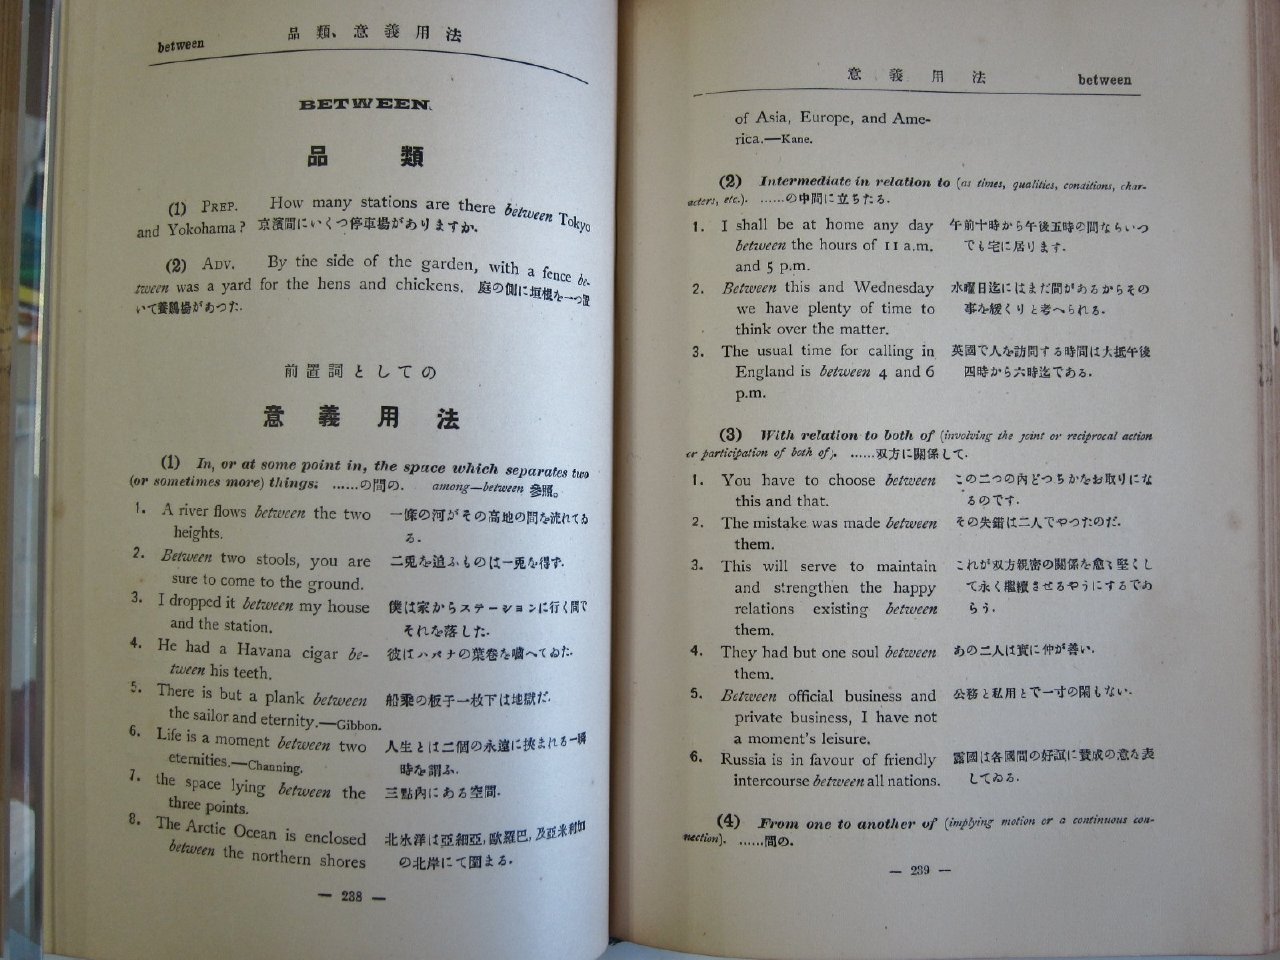 between 品類、意義用法
BETWEEN.
品類
(1) PREP. How many stations are there between Tokyo
and Yokohama? 京濱間にいくつ停車場がありますか.
(2) ADV. By the side of the garden, with a fence be-
tween was a yard for the hens and chickens. 庭の側に垣根を一つ置
いて養鷄場があつた.
前置詞としての
意義用法
(1) In, or at some point in, the space which separates two
(or sometimes more) things. ......の間の. among—between 參照。
1. A river flows between the two 一條の河がその高地の間を流れてゐ
heights. る.
2. Between two stools, you are 二兎を追ふものは一兎を得ず.
sure to come to the ground.
3. I dropped it between my house 僕は家からステーションに行く間で
and the station. それを落した.
4. He had a Havana cigar be- 彼はハバナの葉卷を嚙へてゐた.
tween his teeth.
5. There is but a plank between 船乘の板子一枚下は地獄だ.
the sailor and eternity.—Gibbon.
6. Life is a moment between two 人生とは二個の永遠に挾まれる一瞬
eternities.—Channing. 時を謂ふ.
7. the space lying between the 三點內にある空間.
three points.
8. The Arctic Ocean is enclosed 北氷洋は亞細亞,歐羅巴,及亞米利加
between the northern shores の北岸にて圍まる.
— 238 —
意義用法 between
of Asia, Europe, and Ame-
rica.—Kane.
(2) Intermediate in relation to (as times, qualities, conditions, char-
acters, etc.). ......の中間に立ちたる.
1. I shall be at home any day 午前十時から午後五時の間ならいつ
between the hours of 11 a.m. でも宅に居ります.
and 5 p.m.
2. Between this and Wednesday 水曜日迄にはまだ間があるからその
we have plenty of time to 事を緩くりと考へられる.
think over the matter.
3. The usual time for calling in 英國で人を訪問する時間は大抵午後
England is between 4 and 6 四時から六時迄である.
p.m.
(3) With relation to both of (involving the joint or reciprocal action
or participation of both of). ......双方に關係して.
1. You have to choose between この二つの內どつちかをお取りにな
this and that. るのです.
2. The mistake was made between その失錯は二人でやつたのだ.
them.
3. This will serve to maintain これが双方親密の關係を愈〻堅くし
and strengthen the happy て永く繼續させるやうにするであ
relations existing between らう.
them.
4. They had but one soul between あの二人は實に仲が善い.
them.
5. Between official business and 公務と私用とで一寸の閑もない.
private business, I have not
a moment's leisure.
6. Russia is in favour of friendly 露國は各國間の好誼に贊成の意を表
intercourse between all nations. してゐる.
(4) From one to another of (implying motion or a continuous con-
nection). ......間の.
— 239 —